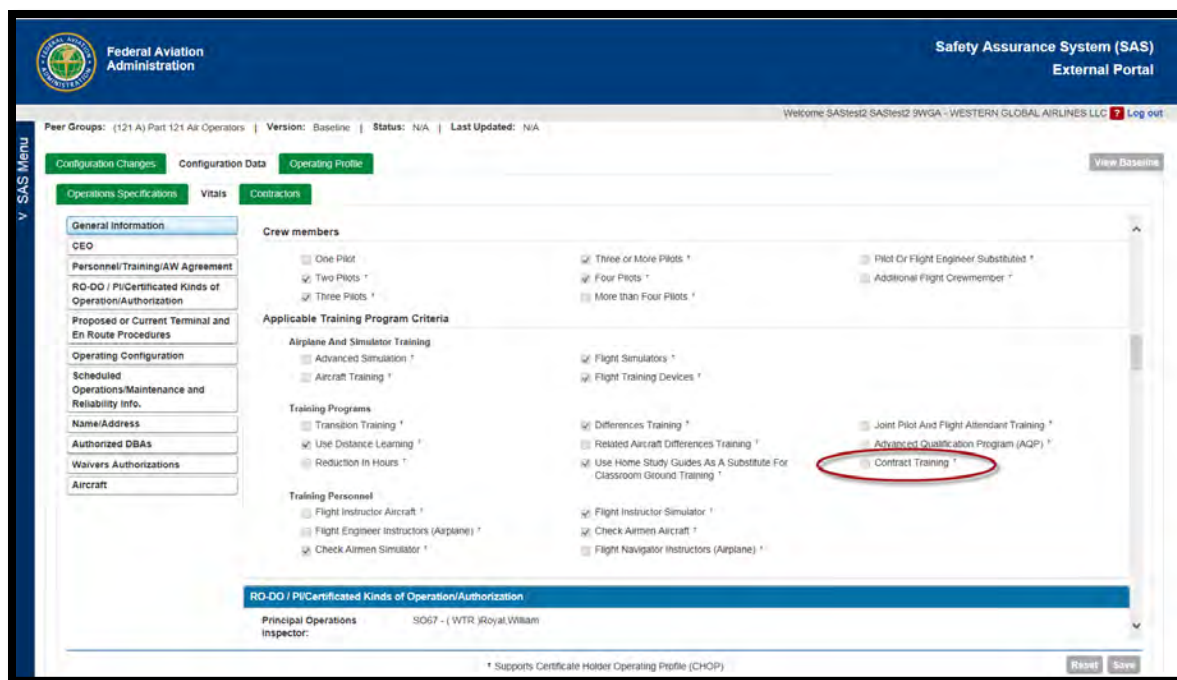 Federal Aviation
Administration
Safety Assurance System (SAS)
External Portal
Welcome SAStest2 SAStest2 9WGA - WESTERN GLOBAL AIRLINES LLC ? Log out
Peer Groups: (121 A) Part 121 Air Operators | Version: Baseline | Status: N/A | Last Updated: N/A
> SAS Menu
Configuration Changes Configuration Data Operating Profile View Baseline
Operations Specifications Vitals Contractors
General Information
CEO
Personnel/Training/AW Agreement
RO-DO / PI/Certificated Kinds of
Operation/Authorization
Proposed or Current Terminal and
En Route Procedures
Operating Configuration
Scheduled
Operations/Maintenance and
Reliability Info.
Name/Address
Authorized DBAs
Waivers Authorizations
Aircraft
Crew members
One Pilot Three or More Pilots † Pilot Or Flight Engineer Substituted †
Two Pilots † Four Pilots † Additional Flight Crewmember †
Three Pilots † More than Four Pilots †
Applicable Training Program Criteria
Airplane And Simulator Training
Advanced Simulation † Flight Simulators †
Aircraft Training † Flight Training Devices †
Training Programs
Transition Training † Differences Training † Joint Pilot And Flight Attendant Training †
Use Distance Learning † Related Aircraft Differences Training † Advanced Qualification Program (AQP) †
Reduction In Hours † Use Home Study Guides As A Substitute For Contract Training †
Classroom Ground Training †
Training Personnel
Flight Instructor Aircraft † Flight Instructor Simulator †
Flight Engineer Instructors (Airplane) † Check Airmen Aircraft †
Check Airmen Simulator † Flight Navigator Instructors (Airplane) †
RO-DO / PI/Certificated Kinds of Operation/Authorization
Principal Operations SO67 - ( WTR )Royal,William
Inspector:
† Supports Certificate Holder Operating Profile (CHOP) Reset Save